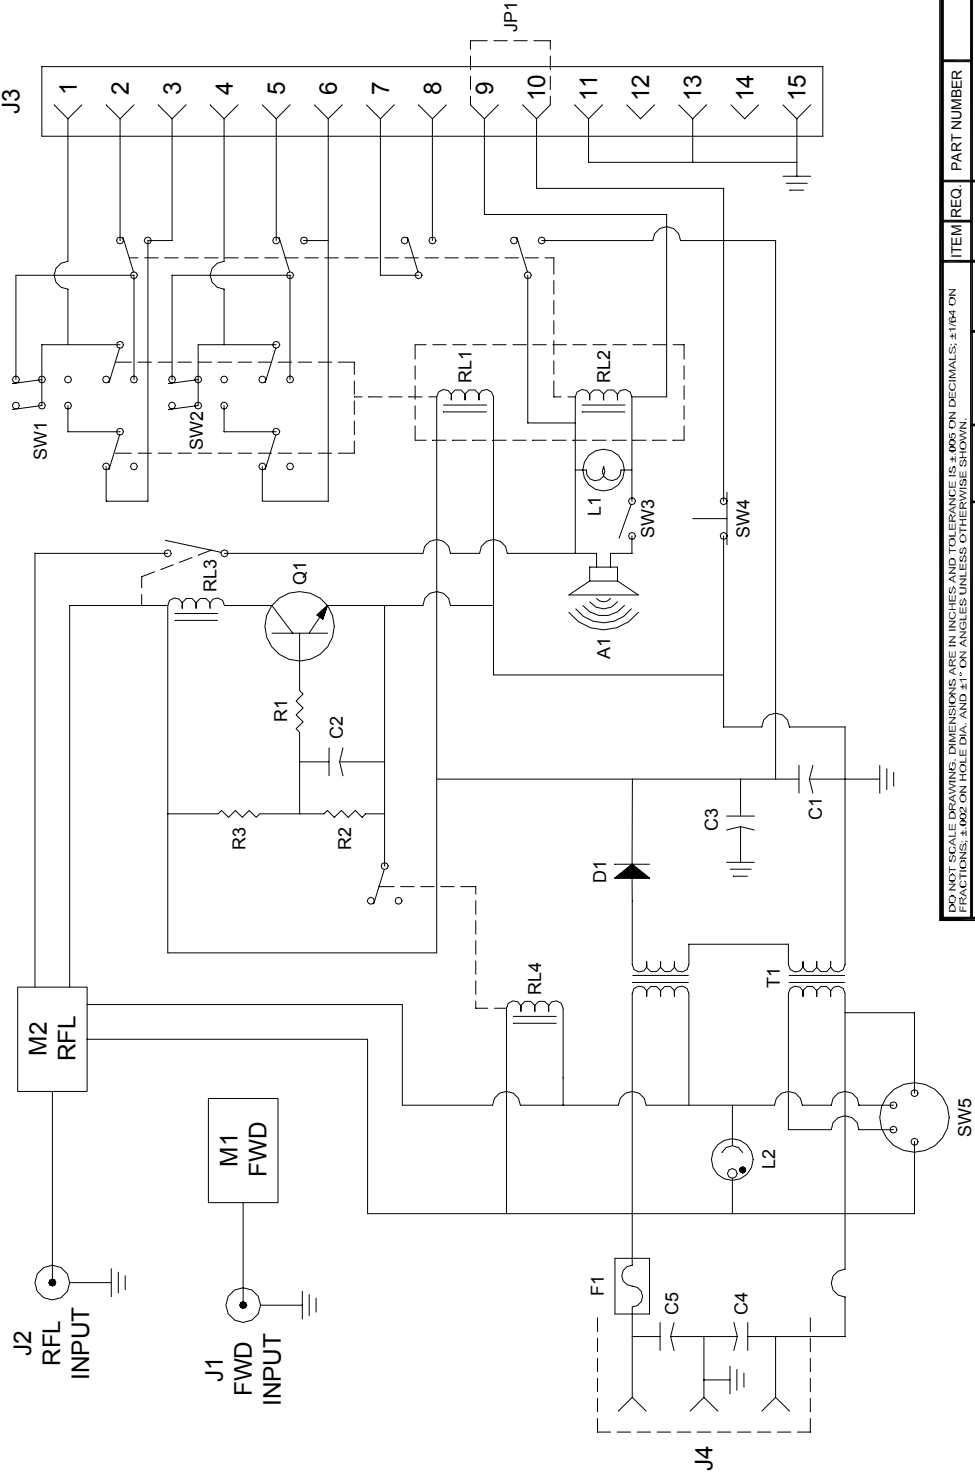 J3
1
2
3
4
5
6
7
8
9
10
11
12
13
14
15
JP1
SW1
SW2
RL1
RL2
L1
SW3
SW4
A1
RL3
Q1
R1
C2
R3
R2
D1
C3
C1
M2
RFL
RL4
T1
M1
FWD
L2
SW5
J2
RFL
INPUT
J1
FWD
INPUT
F1
C5
C4
J4
DO NOT SCALE DRAWING. DIMENSIONS ARE IN INCHES AND TOLERANCE IS ±.005 ON DECIMALS; ±1/64 ON
FRACTIONS; ±.002 ON HOLE DIA. AND ±1° ON ANGLES UNLESS OTHERWISE SHOWN.
ITEM REQ. PART NUMBER